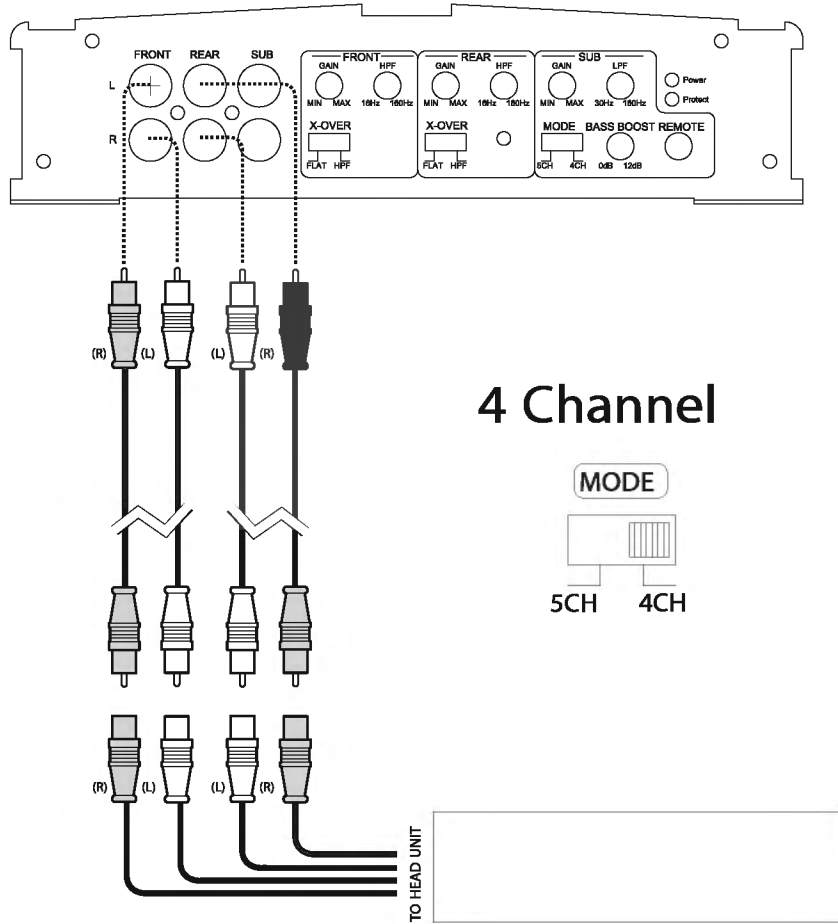 FRONT REAR SUB
L
R
FRONT
GAIN HPF
MIN MAX 16Hz 160Hz
X-OVER
FLAT HPF
REAR
GAIN HPF
MIN MAX 16Hz 160Hz
X-OVER
FLAT HPF
SUB
GAIN LPF
MIN MAX 30Hz 150Hz
MODE BASS BOOST REMOTE
5CH 4CH 0dB 12dB
Power
Protect
(R) (L) (L) (R)
4 Channel
MODE
5CH 4CH
(R) (L) (L) (R)
TO HEAD UNIT